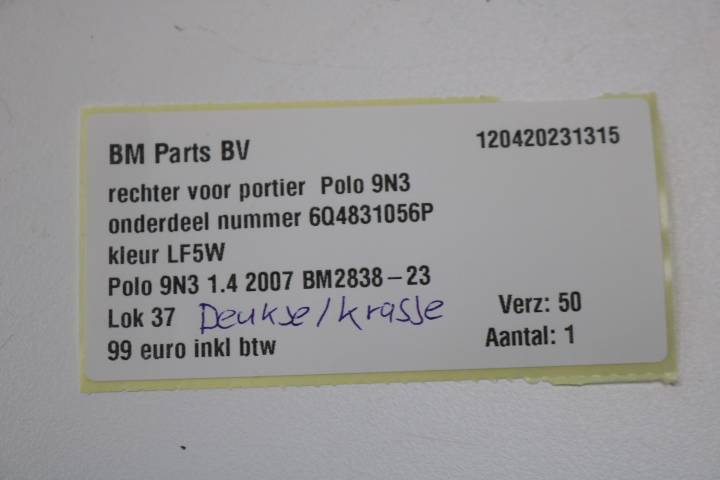 BM Parts BV 120420231315
rechter voor portier Polo 9N3
onderdeel nummer 6Q4831056P
kleur LF5W
Polo 9N3 1.4 2007 BM2838-23
Lok 37 Deukse/krasse Verz: 50
99 euro inkl btw Aantal: 1